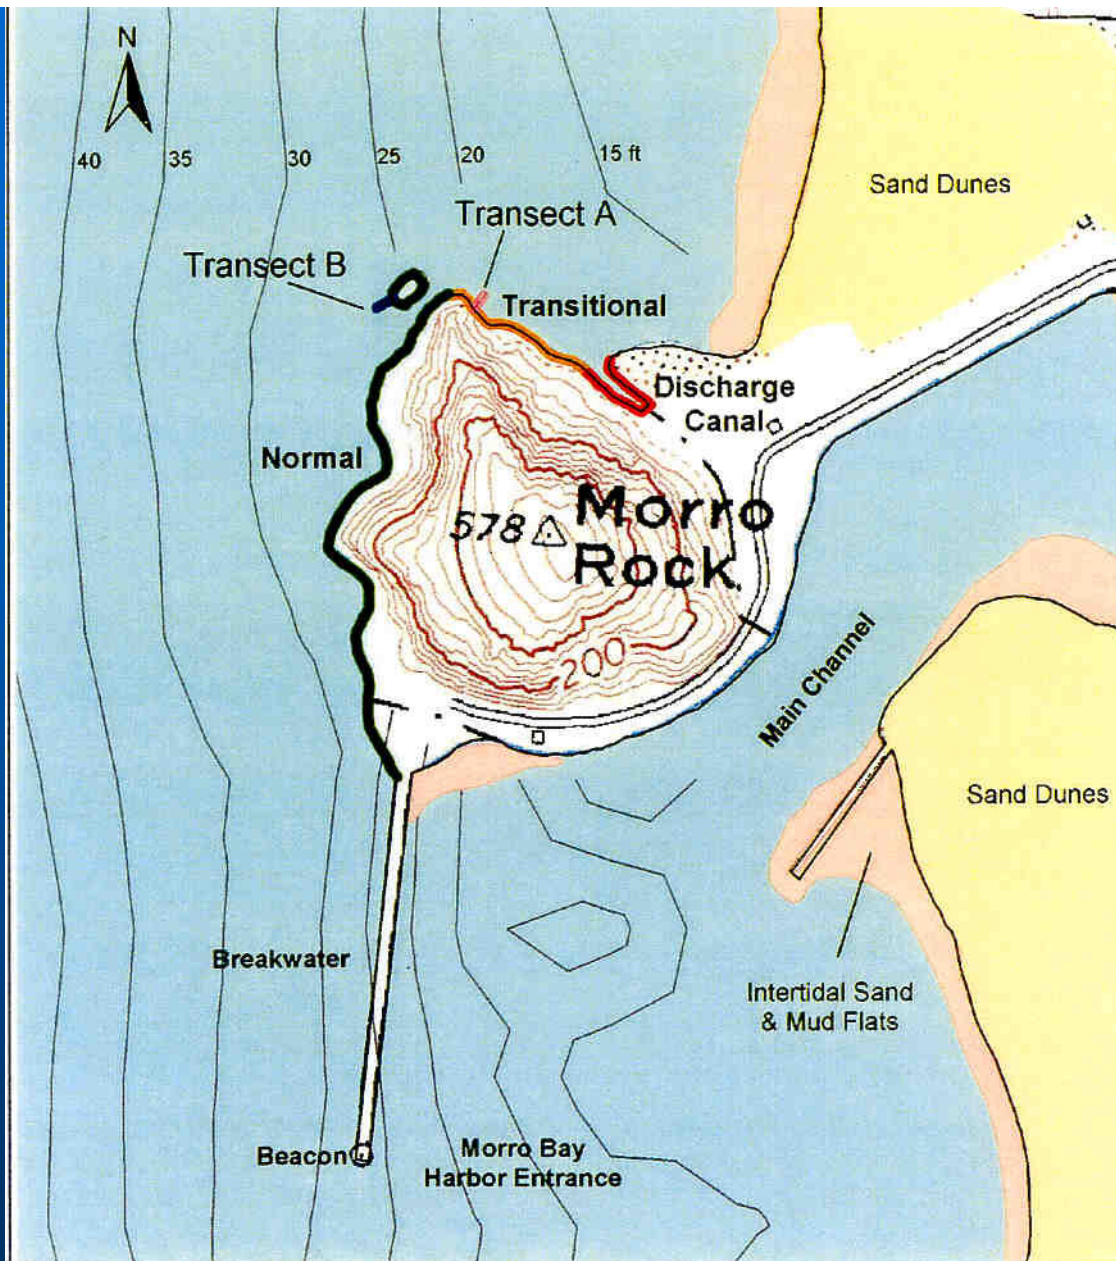 N
40
35
30
25
20
15 ft
Sand Dunes
Transect A
Transect B
Transitional
Discharge
Canal
Normal
578
Morro
Rock
200
Main Channel
Sand Dunes
Breakwater
Intertidal Sand
& Mud Flats
Beacon
Morro Bay
Harbor Entrance